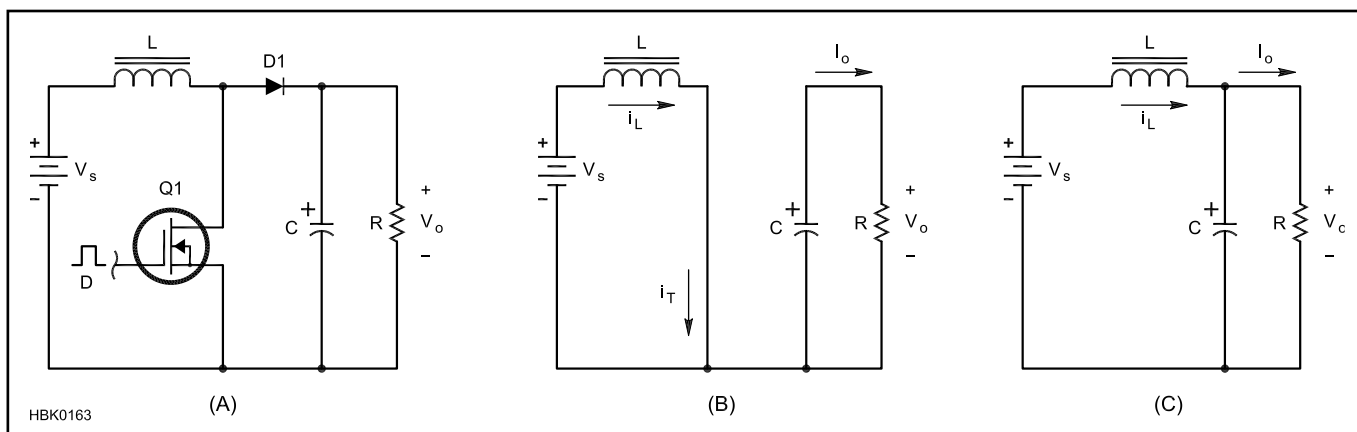 L
D1
+
V_s
−
Q1
D
+
C
R
+
V_o
−
(A)
HBK0163
L
i_L
I_o
+
V_s
−
i_T
+
C
R
+
V_o
−
(B)
L
i_L
I_o
+
V_s
−
+
C
R
+
V_c
−
(C)